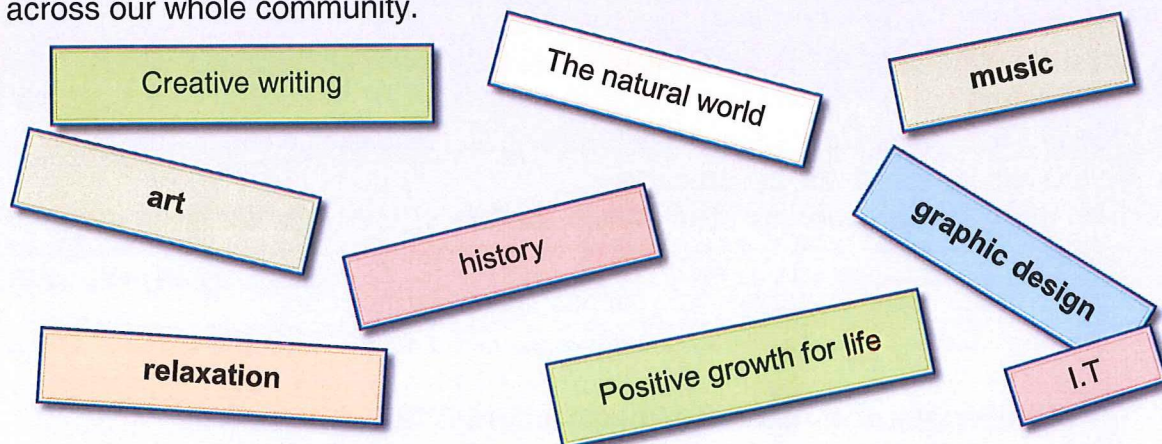 across our whole community.
Creative writing
The natural world
music
art
history
graphic design
relaxation
Positive growth for life
I.T